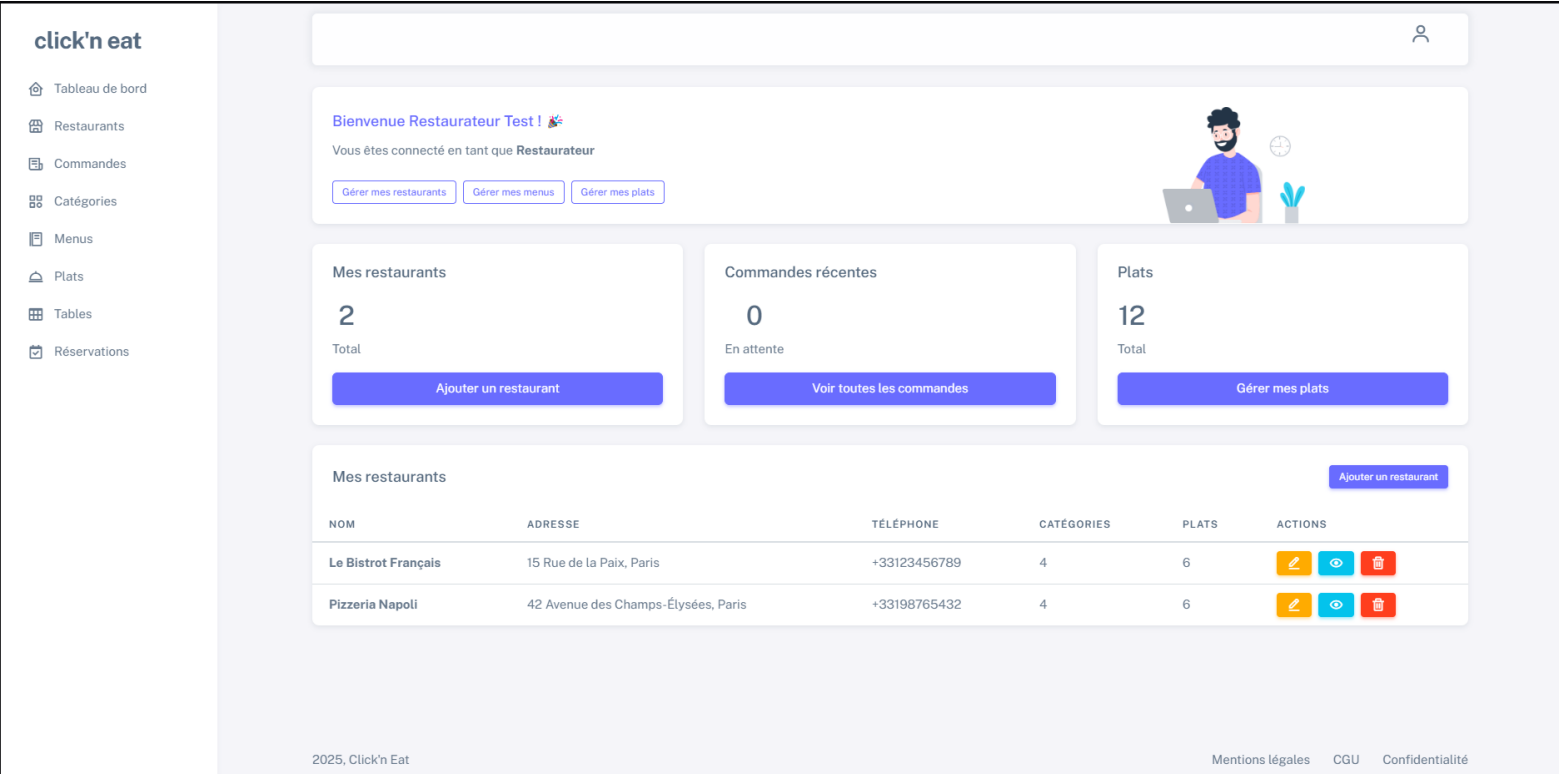 click'n eat
Tableau de bord
Restaurants
Commandes
Catégories
Menus
Plats
Tables
Réservations
Bienvenue Restaurateur Test ! 🎉
Vous êtes connecté en tant que Restaurateur
Gérer mes restaurants Gérer mes menus Gérer mes plats
Mes restaurants
2
Total
Ajouter un restaurant
Commandes récentes
0
En attente
Voir toutes les commandes
Plats
12
Total
Gérer mes plats
Mes restaurants
Ajouter un restaurant
NOM ADRESSE TÉLÉPHONE CATÉGORIES PLATS ACTIONS
Le Bistrot Français 15 Rue de la Paix, Paris +33123456789 4 6
Pizzeria Napoli 42 Avenue des Champs-Élysées, Paris +33198765432 4 6
2025, Click'n Eat
Mentions légales CGU Confidentialité